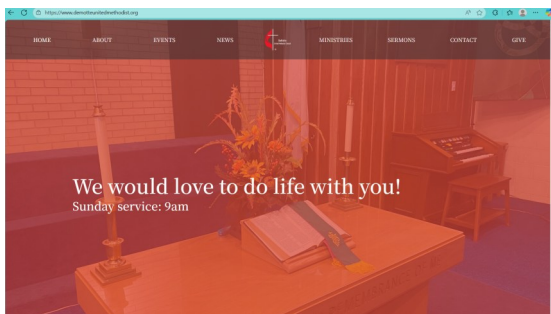 https://www.demotteunitedmethodist.org
HOME ABOUT EVENTS NEWS MINISTRIES SERMONS CONTACT GIVE
We would love to do life with you!
Sunday service: 9am